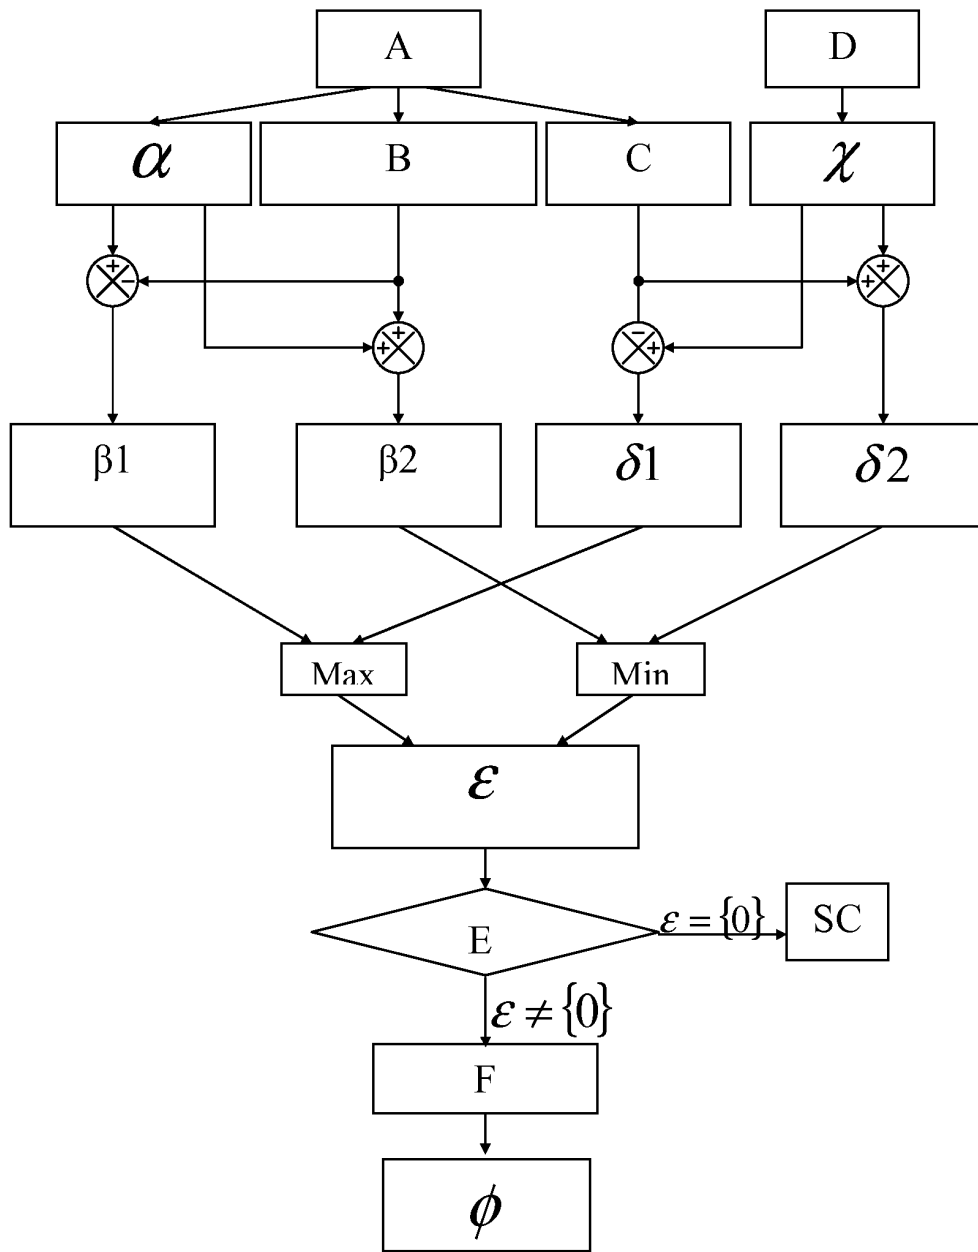 A
D
α
B
C
χ
+
−
+
+
−
+
+
+
β1
β2
δ1
δ2
Max
Min
ε
E
ε = {0}
SC
ε ≠ {0}
F
ϕ